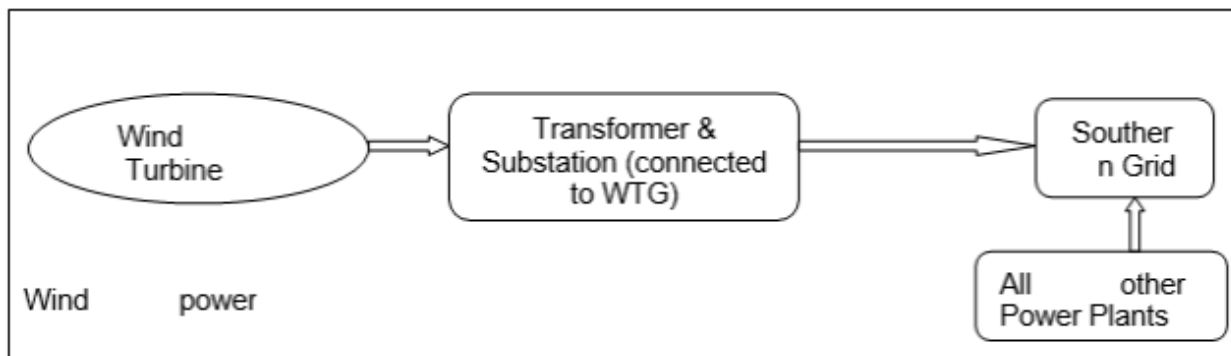 Wind
Turbine
Transformer &
Substation (connected
to WTG)
Souther
n Grid
All other
Power Plants
Wind power